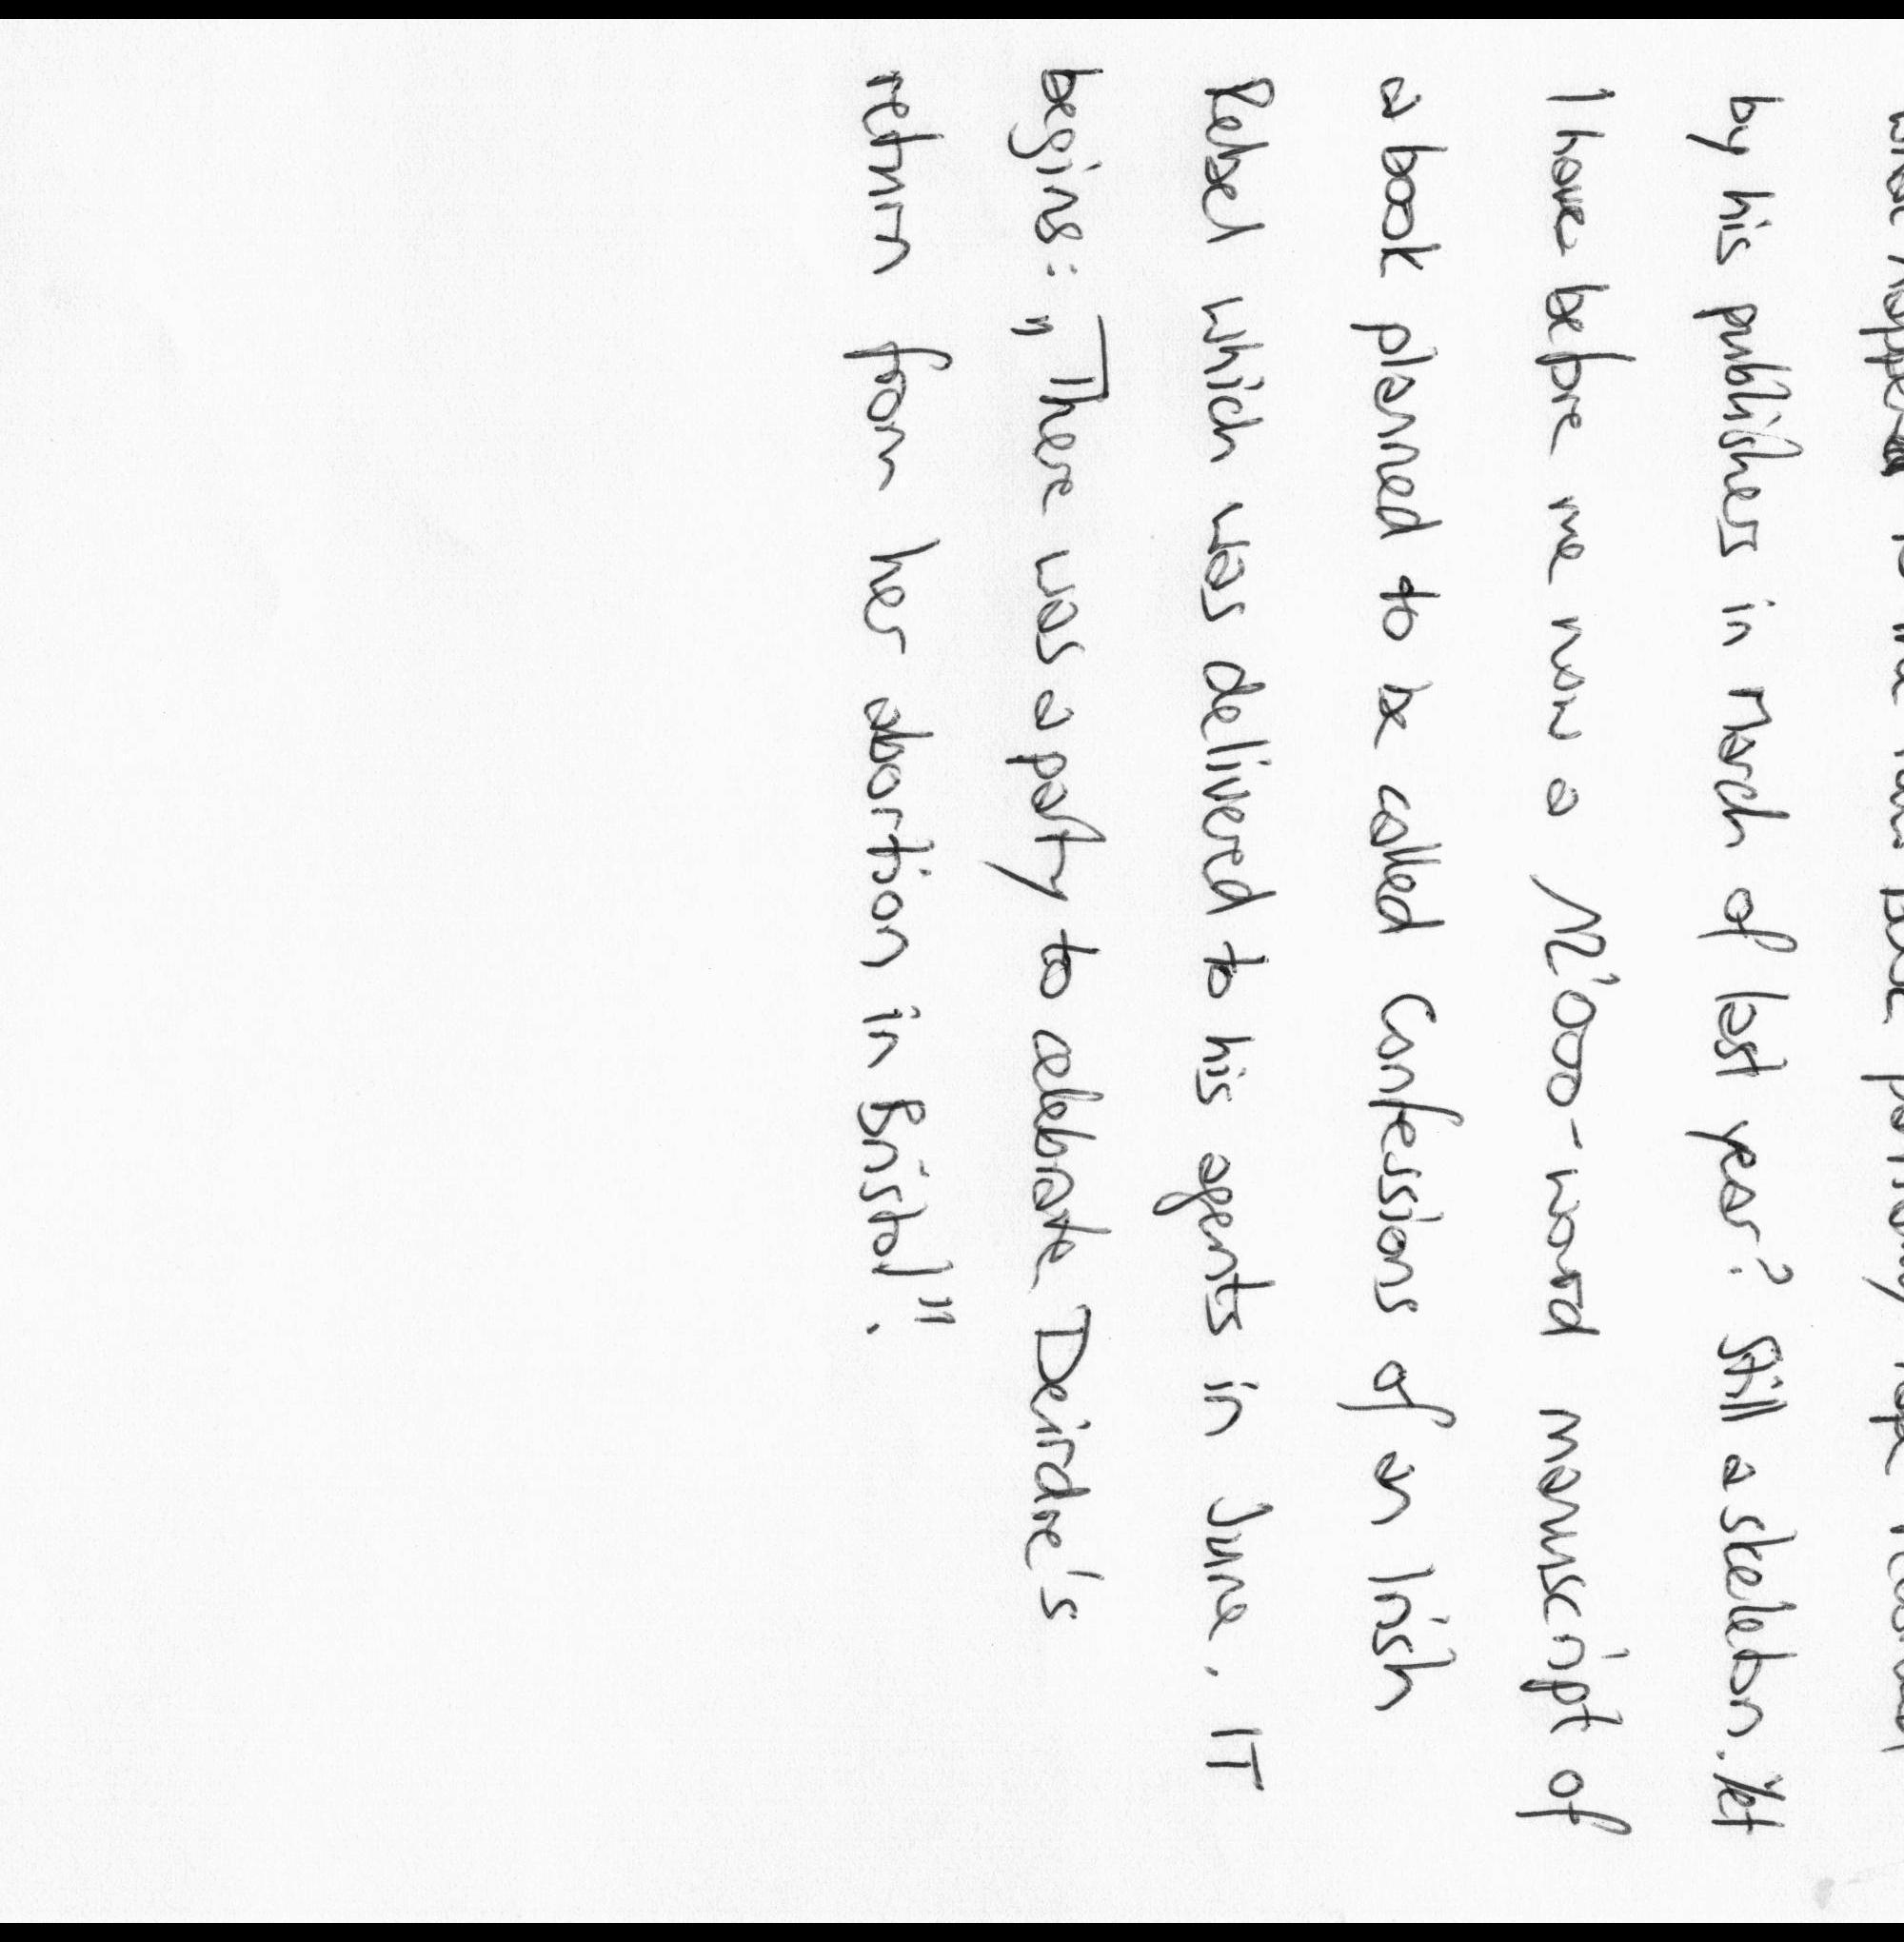 by his publishers in March of last year? Still a skeleton. Yet
I have before me now a 12'000-word manuscript of
a book planned to be called Confessions of an Irish
Rebel which was delivered to his agents in June. IT
begins: "There was a paty to celebrate Deirdre's
return from her abortion in Bristol".